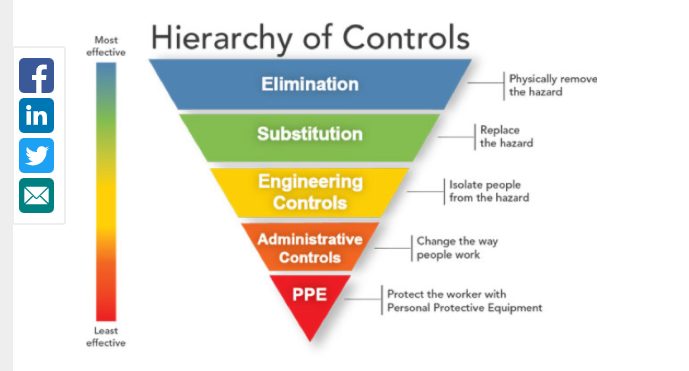 Hierarchy of Controls
Most
effective
Elimination
Physically remove
the hazard
Substitution
Replace
the hazard
Engineering
Controls
Isolate people
from the hazard
Administrative
Controls
Change the way
people work
PPE
Protect the worker with
Personal Protective Equipment
Least
effective
f
in